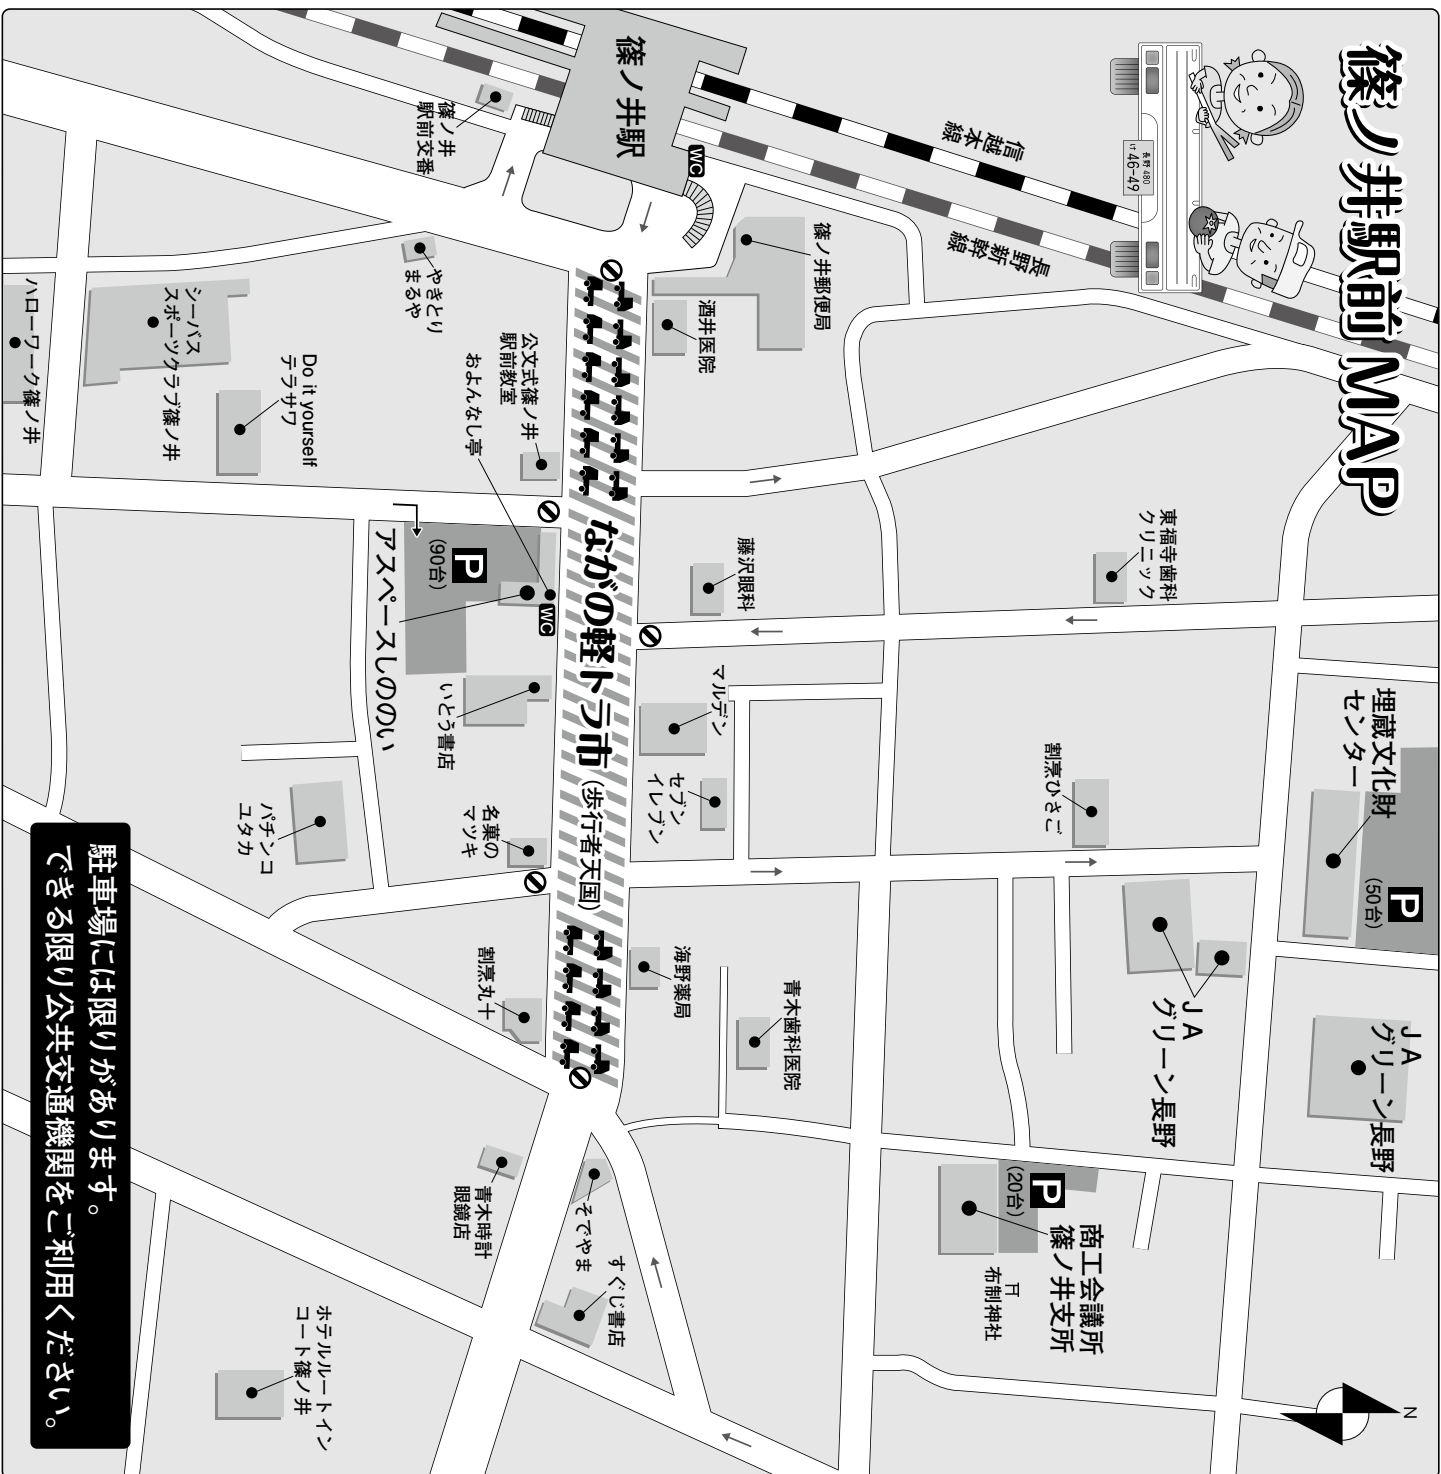 篠ノ井駅前MAP
長野 480
け 46-49
N
信越本線
長野新幹線
篠ノ井駅
WC
篠ノ井
駅前交番
篠ノ井郵便局
酒井医院
やきとり
まるや
公文式篠ノ井
駅前教室
およんなし亭
シーバス
スポーツクラブ篠ノ井
Do it yourself
テラサワ
ハローワーク篠ノ井
ながの軽トラ市(歩行者天国)
東福寺歯科
クリニック
藤沢眼科
P
(90台)
WC
アスペースしののい
いとう書店
マルデン
セブン
イレブン
割烹ひさご
埋蔵文化財
センター
P
(50台)
名菓の
マツキ
パチンコ
ユタカ
JA
グリーン長野
JA
グリーン長野
海野薬局
青木歯科医院
割烹丸十
P
(20台)
商工会議所
篠ノ井支所
布制神社
そでやま
すぐじ書店
青木時計
眼鏡店
ホテルルートイン
コート篠ノ井
駐車場には限りがあります。
できる限り公共交通機関をご利用ください。